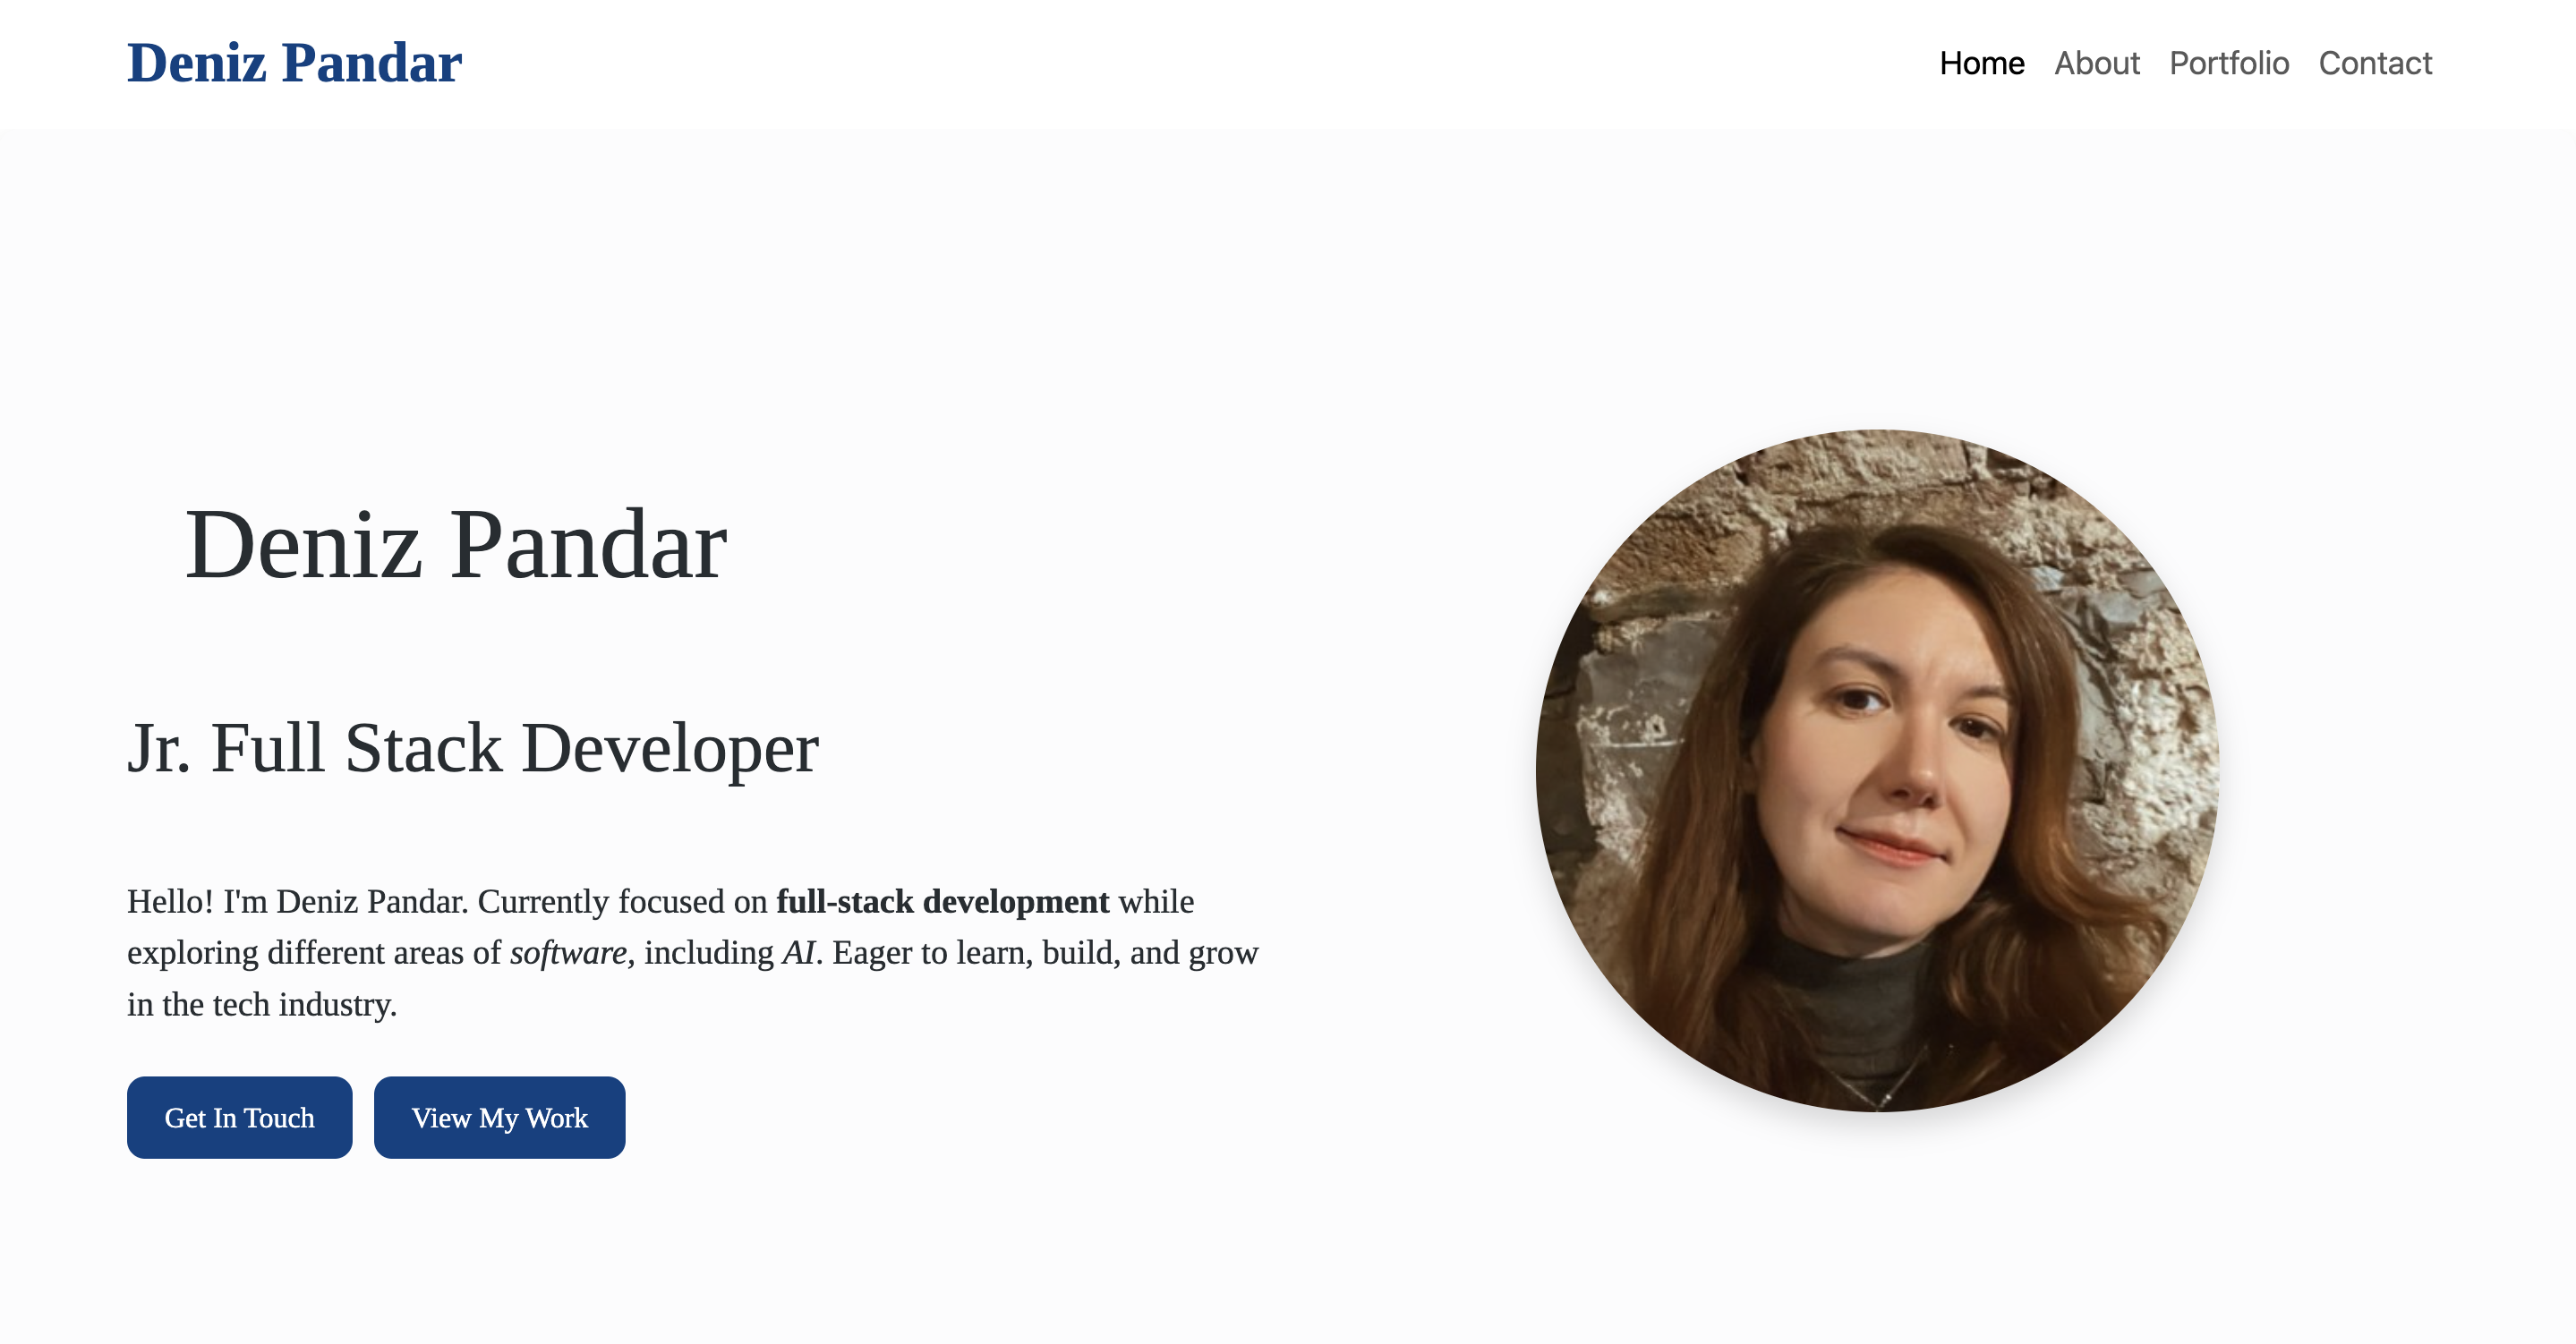 Deniz Pandar
Home About Portfolio Contact
Deniz Pandar
Jr. Full Stack Developer
Hello! I'm Deniz Pandar. Currently focused on full-stack development while
exploring different areas of software, including AI. Eager to learn, build, and grow
in the tech industry.
Get In Touch
View My Work